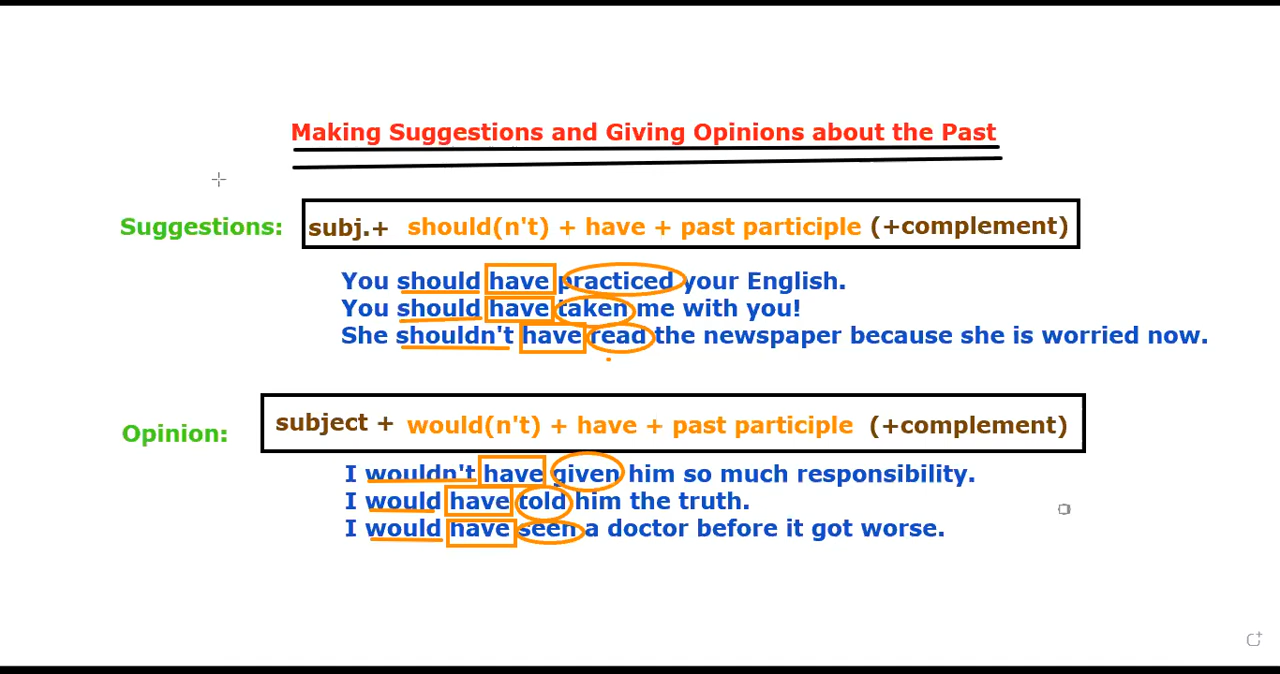 Making Suggestions and Giving Opinions about the Past
Suggestions: subj.+ should(n't) + have + past participle (+complement)
You should have practiced your English.
You should have taken me with you!
She shouldn't have read the newspaper because she is worried now.
Opinion: subject + would(n't) + have + past participle (+complement)
I wouldn't have given him so much responsibility.
I would have told him the truth.
I would have seen a doctor before it got worse.